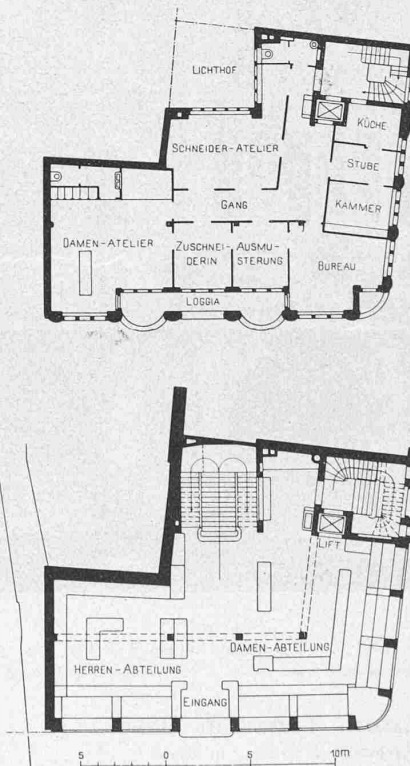 LICHTHOF
KÜCHE
SCHNEIDER-ATELIER
STUBE
GANG
KAMMER
DAMEN-ATELIER
ZUSCHNEI-
DERIN
AUSMU-
STERUNG
BUREAU
LOGGIA
LIFT
DAMEN-ABTEILUNG
HERREN-ABTEILUNG
EINGANG
5 0 5 10m